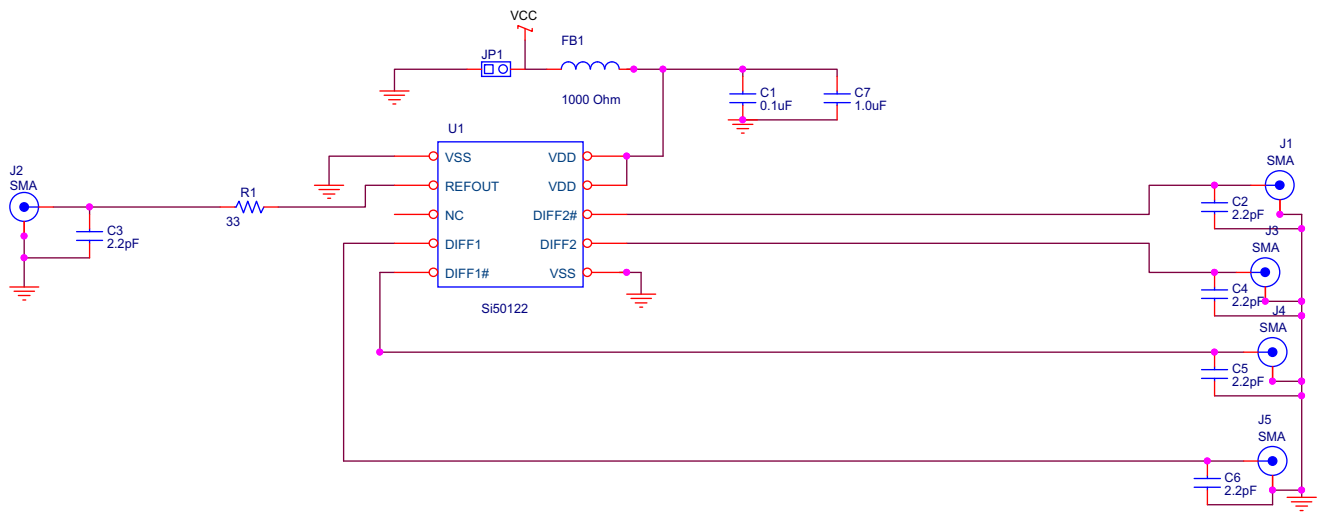 VCC
JP1
FB1
1000 Ohm
C1
0.1uF
C7
1.0uF
U1
VSS
REFOUT
NC
DIFF1
DIFF1#
VDD
VDD
DIFF2#
DIFF2
VSS
Si50122
J2
SMA
C3
2.2pF
R1
33
J1
SMA
C2
2.2pF
J3
SMA
C4
2.2pF
J4
SMA
C5
2.2pF
J5
SMA
C6
2.2pF